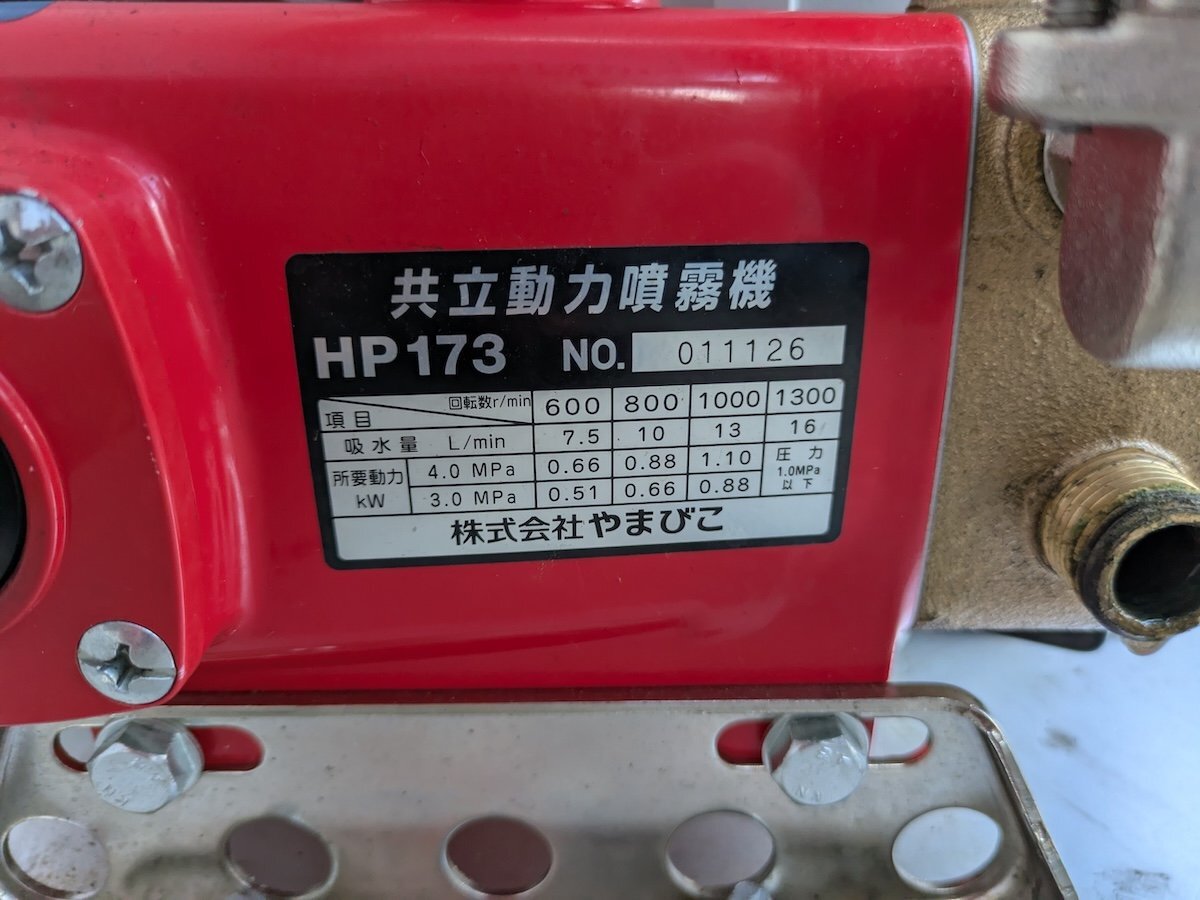 共立動力噴霧機
HP173 NO. 011126
項目 回転数r/min 600 800 1000 1300
吸水量 L/min 7.5 10 13 16
所要動力 kW 4.0 MPa 0.66 0.88 1.10 圧力 1.0MPa 以下
3.0 MPa 0.51 0.66 0.88
株式会社やまびこ